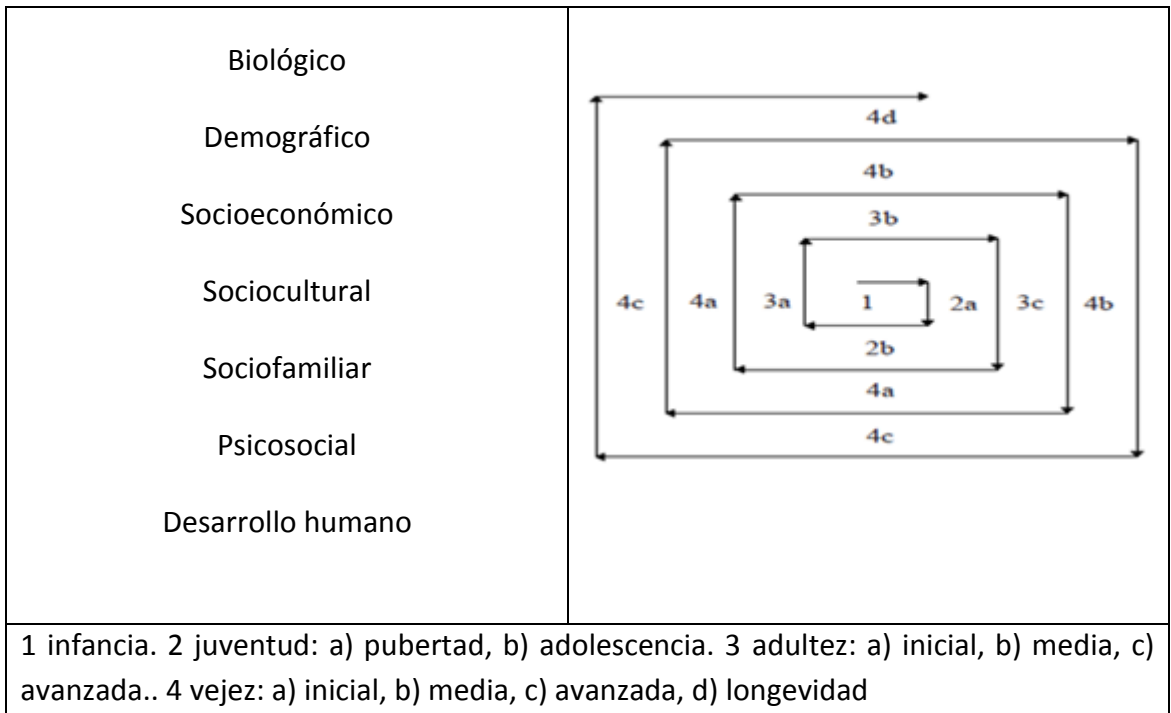 Biológico
Demográfico
Socioeconómico
Sociocultural
Sociofamiliar
Psicosocial
Desarrollo humano
4d
4b
3b
4c 4a 3a 1 2a 3c 4b
2b
4a
4c
1 infancia. 2 juventud: a) pubertad, b) adolescencia. 3 adultez: a) inicial, b) media, c)
avanzada.. 4 vejez: a) inicial, b) media, c) avanzada, d) longevidad